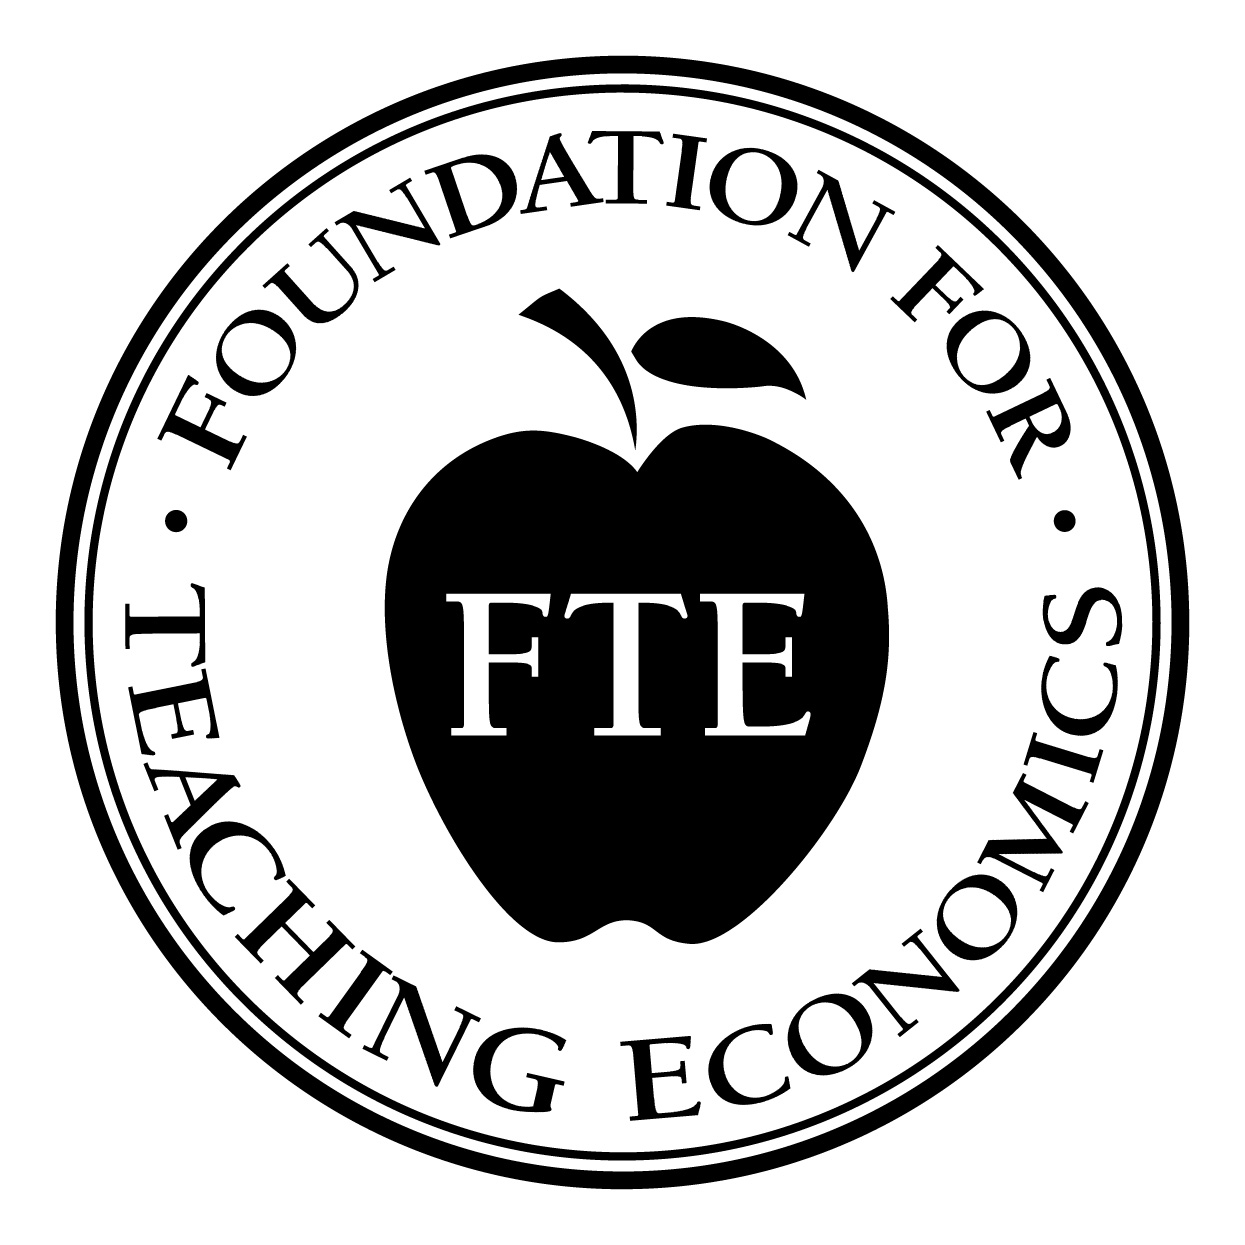 FOUNDATION FOR
FTE
· TEACHING ECONOMICS ·